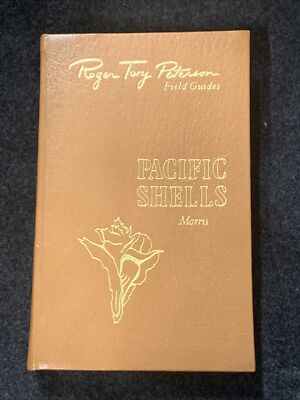 Roger Tory Peterson
Field Guides
PACIFIC
SHELLS
Morris